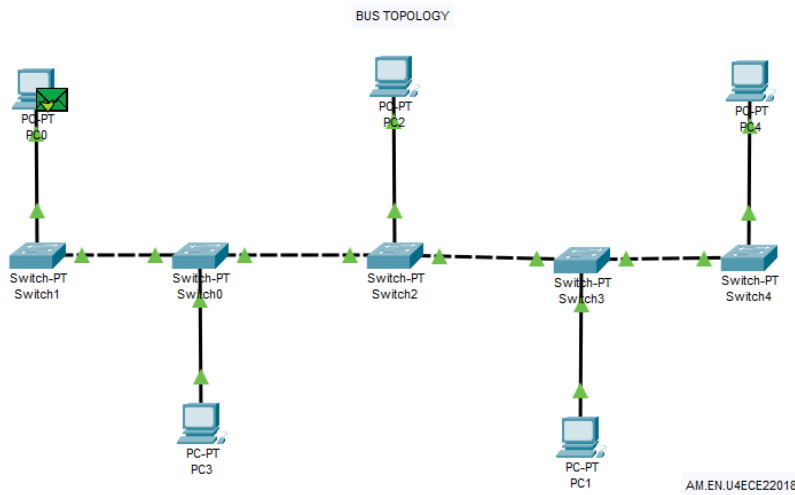 BUS TOPOLOGY
PC-PT
PC0
PC-PT
PC2
PC-PT
PC4
Switch-PT
Switch1
Switch-PT
Switch0
Switch-PT
Switch2
Switch-PT
Switch3
Switch-PT
Switch4
PC-PT
PC3
PC-PT
PC1
AM.EN.U4ECE22018